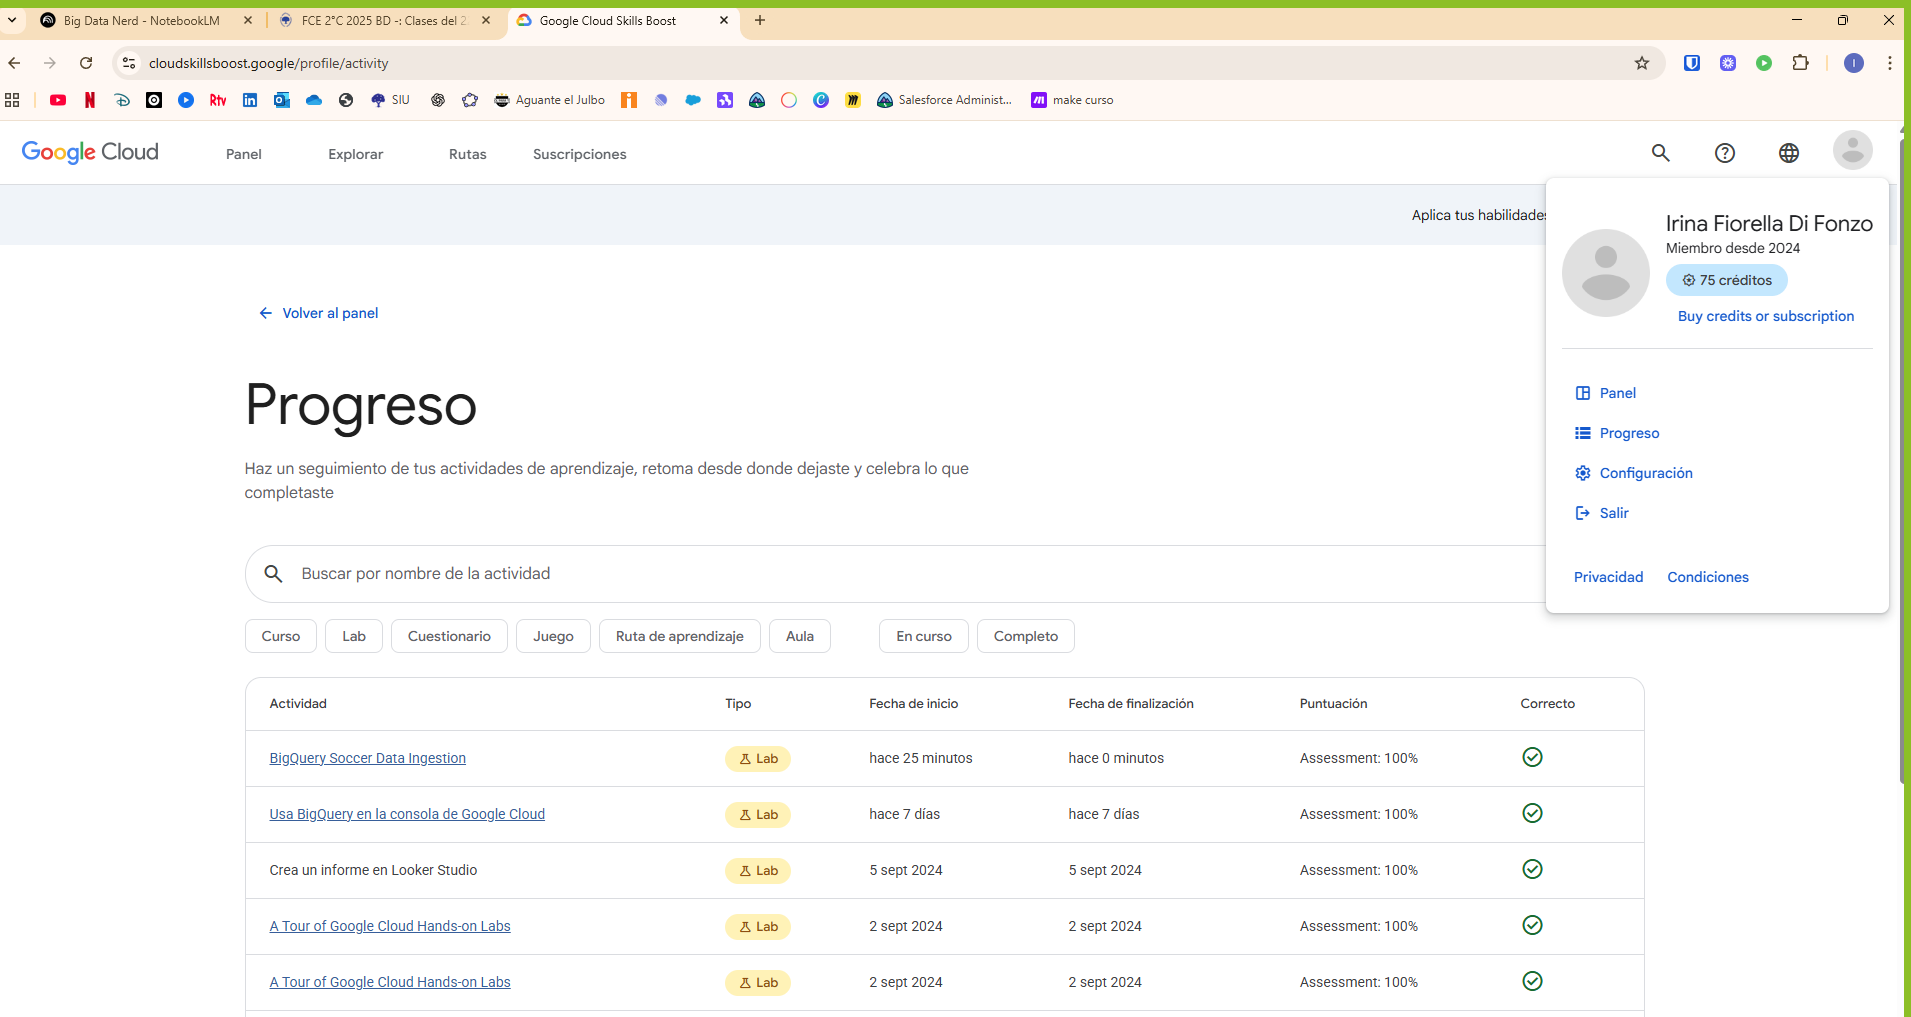 Big Data Nerd - NotebookLM
FCE 2°C 2025 BD -: Clases del 2
Google Cloud Skills Boost
cloudskillsboost.google/profile/activity
I
Rtv
SIU
Aguante el Julbo
Salesforce Administ...
make curso
Google Cloud
Panel
Explorar
Rutas
Suscripciones
Aplica tus habilidades
Irina Fiorella Di Fonzo
Miembro desde 2024
75 créditos
Buy credits or subscription
Panel
Progreso
Configuración
Salir
Privacidad Condiciones
Volver al panel
Progreso
Haz un seguimiento de tus actividades de aprendizaje, retoma desde donde dejaste y celebra lo que
completaste
Buscar por nombre de la actividad
Curso Lab Cuestionario Juego Ruta de aprendizaje Aula En curso Completo
Actividad Tipo Fecha de inicio Fecha de finalización Puntuación Correcto
BigQuery Soccer Data Ingestion Lab hace 25 minutos hace 0 minutos Assessment: 100%
Usa BigQuery en la consola de Google Cloud Lab hace 7 días hace 7 días Assessment: 100%
Crea un informe en Looker Studio Lab 5 sept 2024 5 sept 2024 Assessment: 100%
A Tour of Google Cloud Hands-on Labs Lab 2 sept 2024 2 sept 2024 Assessment: 100%
A Tour of Google Cloud Hands-on Labs Lab 2 sept 2024 2 sept 2024 Assessment: 100%